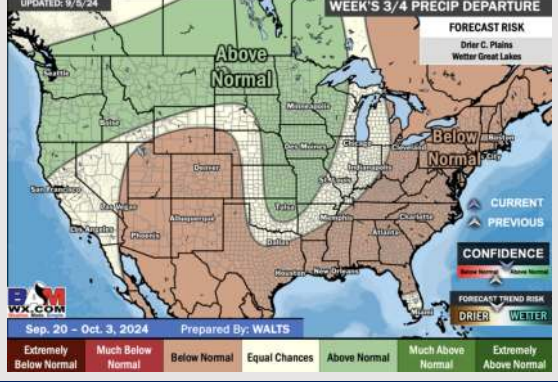 UPDATED: 9/5/24
WEEK'S 3/4 PRECIP DEPARTURE
FORECAST RISK
Drier C. Plains
Wetter Great Lakes
Above
Normal
Seattle
Minneapolis
Boise
Below
Normal
Boston
Chicago
Cleveland
Des Moines
Indianapolis
Denver
St. Louis
San Francisco
Las Vegas
Tulsa
Memphis
Charlotte
Los Angeles
Phoenix
Albuquerque
Atlanta
Dallas
Houston
New Orleans
Miami
CURRENT
PREVIOUS
CONFIDENCE
Below Normal
Above Normal
FORECAST TREND RISK
DRIER
WETTER
BAM
WX.COM
Sep. 20 - Oct. 3, 2024
Prepared By: WALTS
Extremely
Below Normal
Much Below
Normal
Below Normal
Equal Chances
Above Normal
Much Above
Normal
Extremely
Above Normal